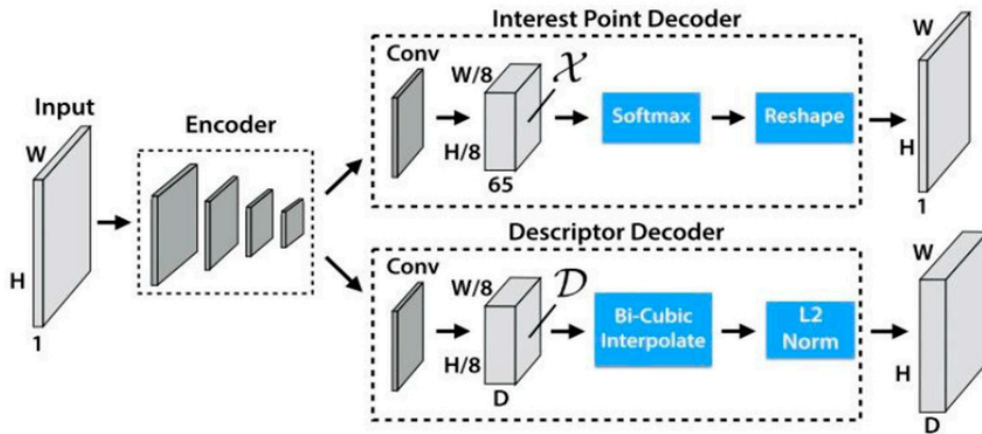 Interest Point Decoder
Input
W
H
1
Encoder
Conv
W/8
H/8
65
𝒳
Softmax
Reshape
W
H
1
Descriptor Decoder
Conv
W/8
H/8
D
𝒟
Bi-Cubic
Interpolate
L2
Norm
W
H
D